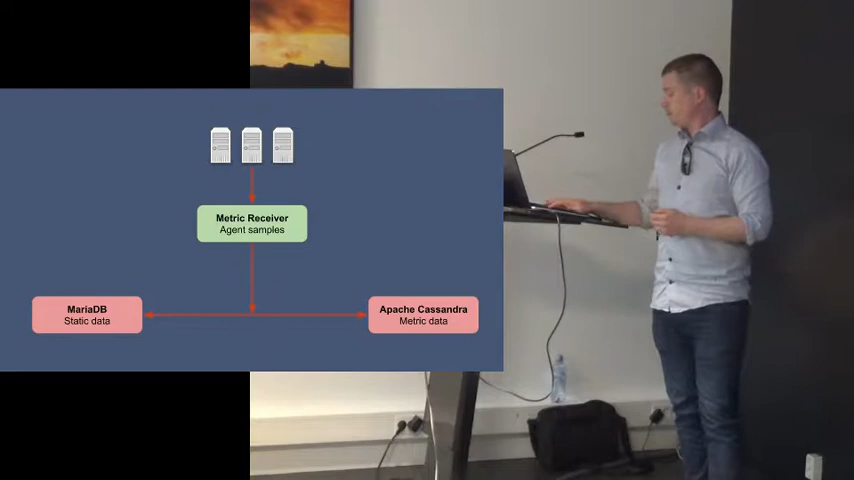 Metric Receiver
Agent samples
MariaDB
Static data
Apache Cassandra
Metric data